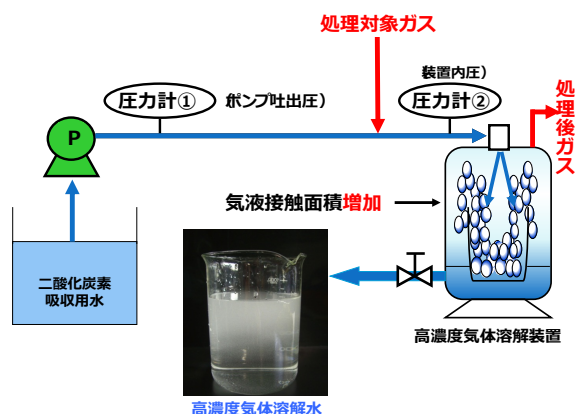 処理対象ガス
圧力計①
ポンプ吐出圧）
装置内圧）
圧力計②
処理後ガス
P
気液接触面積増加
二酸化炭素
吸収用水
高濃度気体溶解装置
高濃度気体溶解水